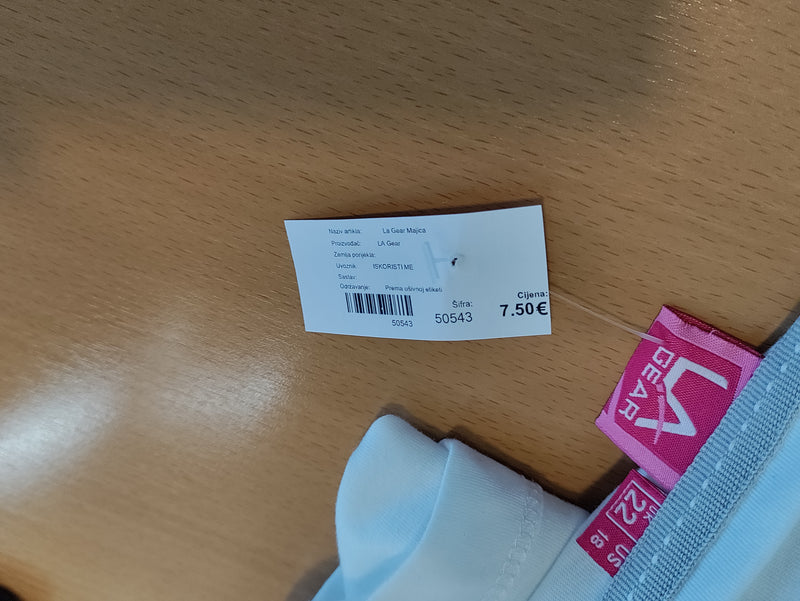 Naziv artikla: La Gear Majica
Proizvođač: LA Gear
Zemlja porijekla:
Uvoznik: ISKORISTI ME
Sastav:
Održavanje: Prema ušivnoj etiketi
50543
Šifra:
50543
Cijena:
7.50€
LA
GEAR
UK
22
US
18